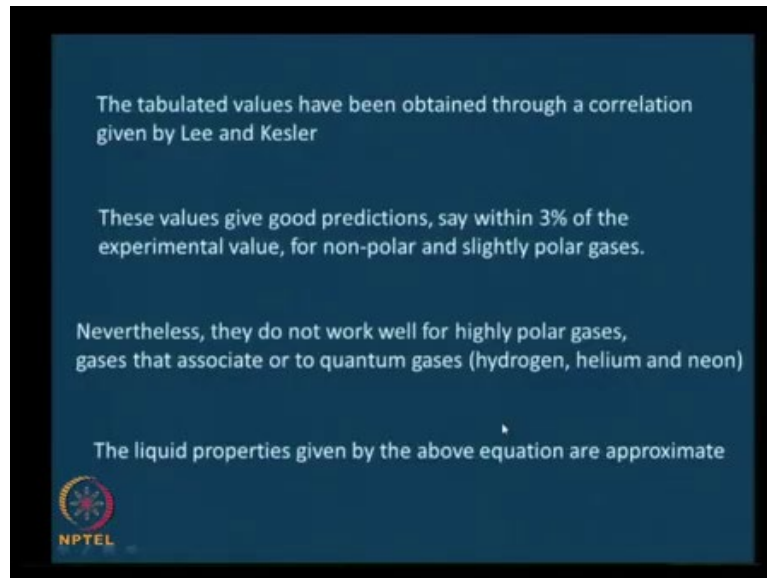 The tabulated values have been obtained through a correlation
given by Lee and Kesler
These values give good predictions, say within 3% of the
experimental value, for non-polar and slightly polar gases.
Nevertheless, they do not work well for highly polar gases,
gases that associate or to quantum gases (hydrogen, helium and neon)
The liquid properties given by the above equation are approximate
NPTEL